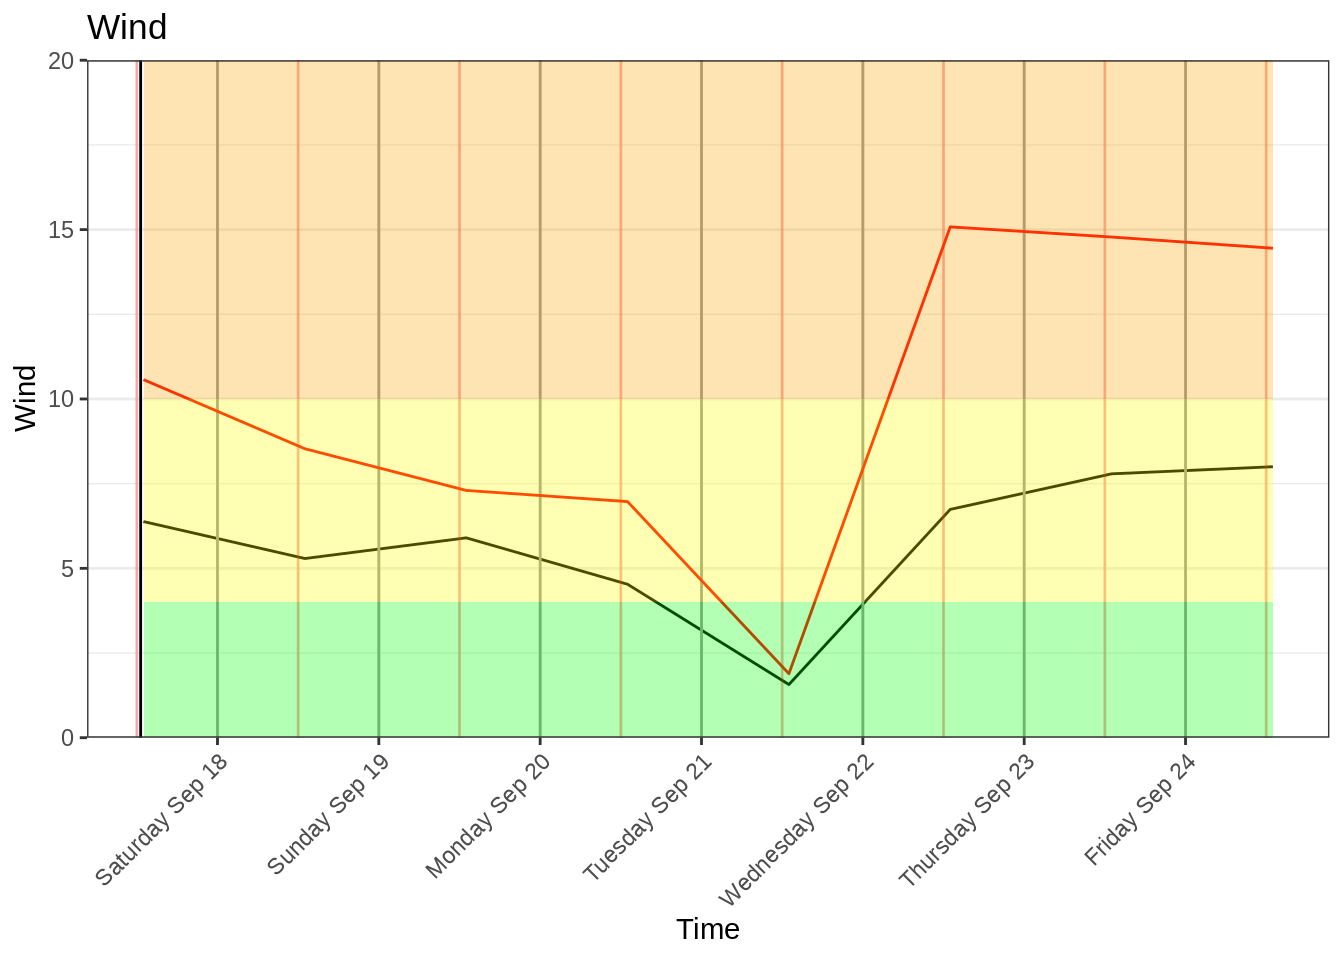 Wind
20
15
10
5
0
Wind
Saturday Sep 18
Sunday Sep 19
Monday Sep 20
Tuesday Sep 21
Wednesday Sep 22
Thursday Sep 23
Friday Sep 24
Time